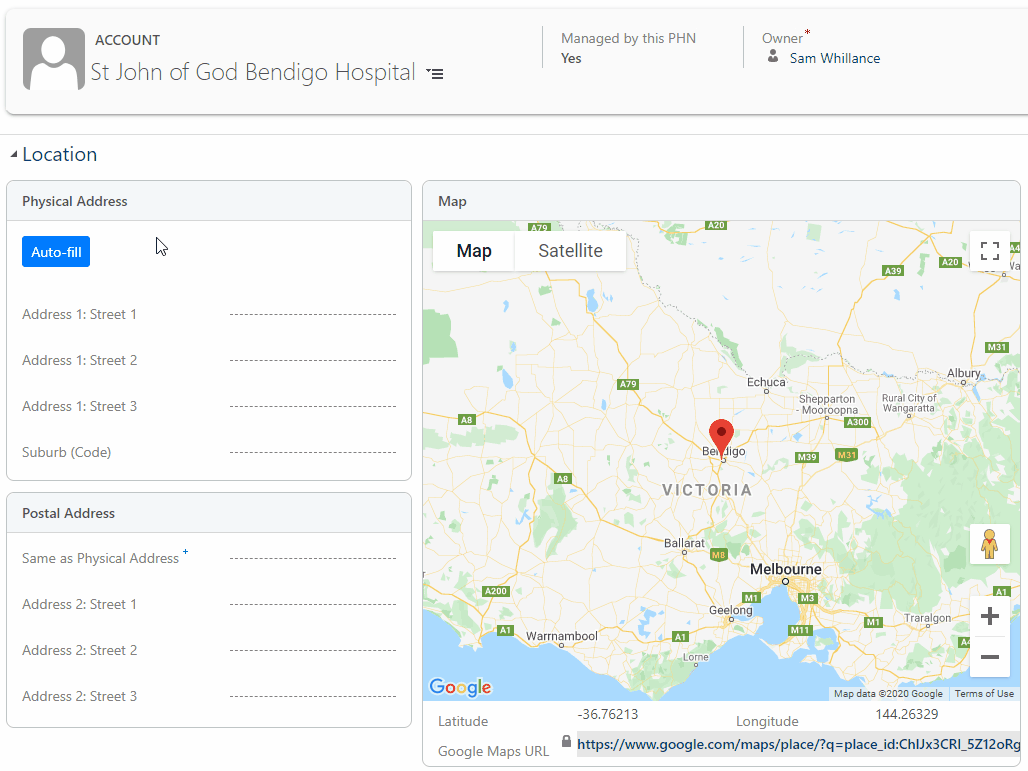 ACCOUNT
St John of God Bendigo Hospital
Managed by this PHN
Yes
Owner*
Sam Whillance
Location
Physical Address
Auto-fill
Address 1: Street 1
Address 1: Street 2
Address 1: Street 3
Suburb (Code)
Postal Address
Same as Physical Address *
Address 2: Street 1
Address 2: Street 2
Address 2: Street 3
Map
Map
Satellite
A79
A20
A20
A39
M31
Albury
Echuca
A79
Shepparton
- Mooroopna
Rural City of
Wangaratta
A8
A300
Bendigo
M39
M31
A8
VICTORIA
Ballarat
M8
Melbourne
A200
M1
M3
A1
Geelong
A1
Warrnambool
A1
M11
M1
Traralgon
Lorne
Google
Map data ©2020 Google
Terms of Use
Latitude
-36.76213
Longitude
144.26329
Google Maps URL
https://www.google.com/maps/place/?q=place_id:ChIJx3CRI_5Z12oRg